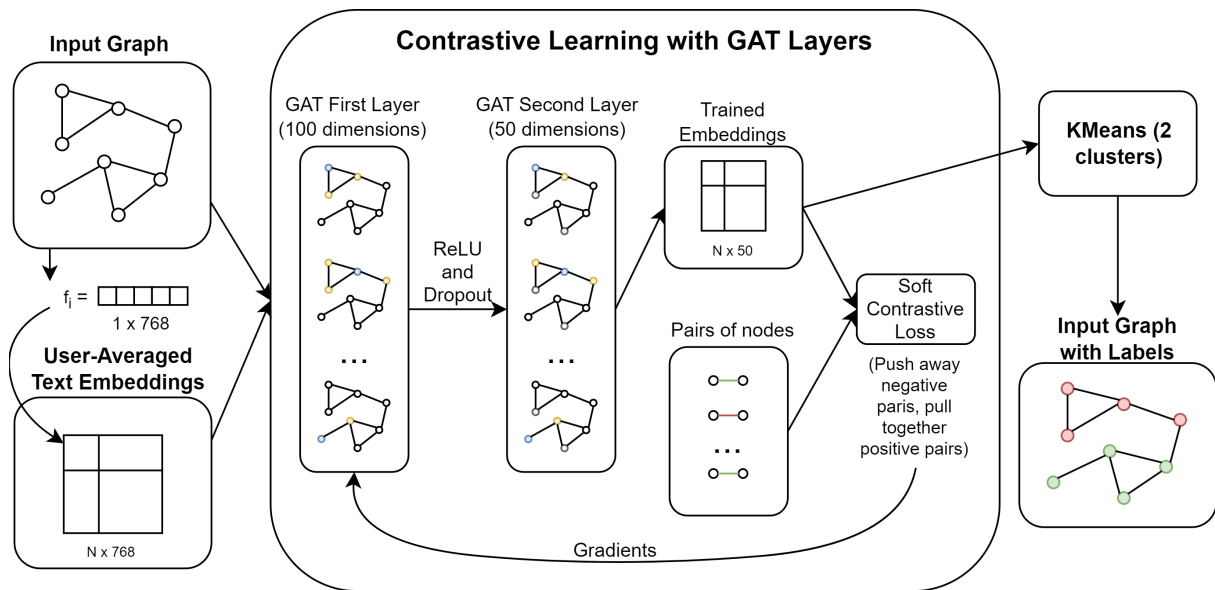 Input Graph
f_i =
1 x 768
User-Averaged
Text Embeddings
N x 768
Contrastive Learning with GAT Layers
GAT First Layer
(100 dimensions)
...
ReLU
and
Dropout
GAT Second Layer
(50 dimensions)
...
Trained
Embeddings
N x 50
Pairs of nodes
...
Soft
Contrastive
Loss
(Push away
negative
paris, pull
together
positive pairs)
Gradients
KMeans (2
clusters)
Input Graph
with Labels